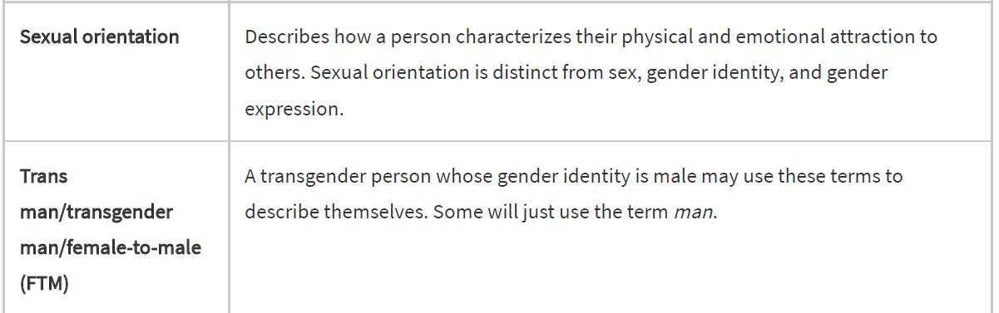 Sexual orientation
Describes how a person characterizes their physical and emotional attraction to
others. Sexual orientation is distinct from sex, gender identity, and gender
expression.
Trans
man/transgender
man/female-to-male
(FTM)
A transgender person whose gender identity is male may use these terms to
describe themselves. Some will just use the term man.